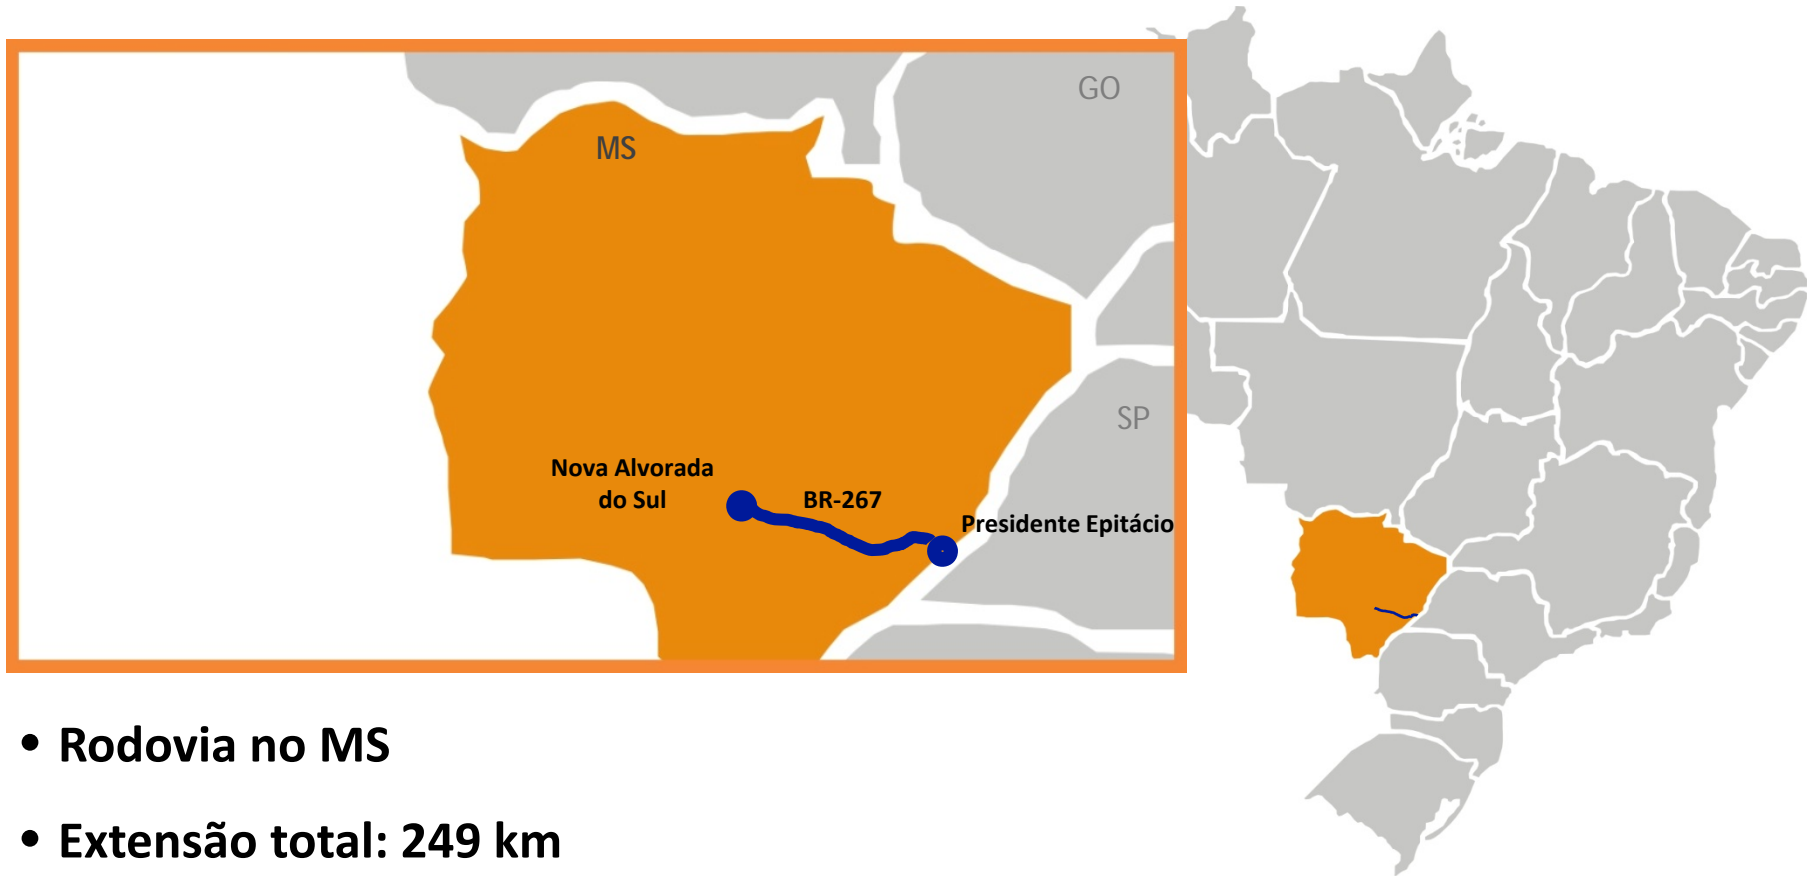 GO
MS
SP
Nova Alvorada
do Sul
BR-267
Presidente Epitácio
• Rodovia no MS
• Extensão total: 249 km